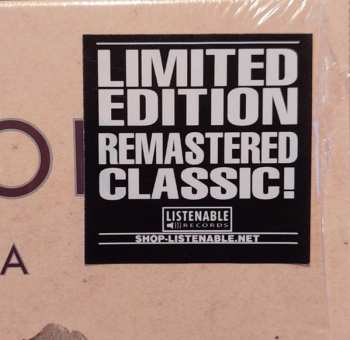 LIMITED
EDITION
REMASTERED
CLASSIC!
LISTENABLE
RECORDS
SHOP-LISTENABLE.NET
A